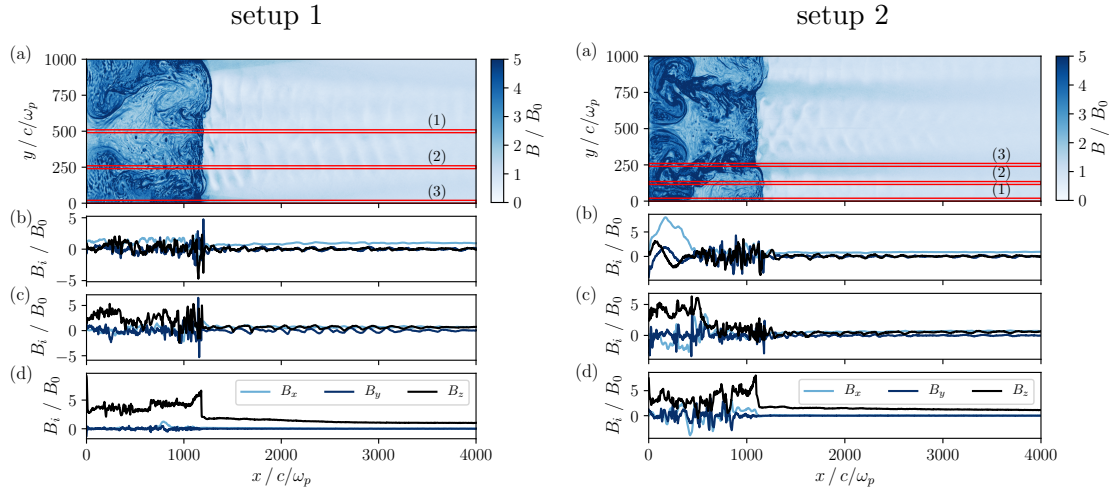 setup 1
(a)
1000
750
500
250
0
y / c/ω_p
(1)
(2)
(3)
5
4
3
2
1
0
B / B_0
(b)
5
0
−5
B_i / B_0
(c)
5
0
−5
B_i / B_0
(d)
5
0
B_i / B_0
B_x B_y B_z
0 1000 2000 3000 4000
x / c/ω_p
setup 2
(a)
1000
750
500
250
0
y / c/ω_p
(3)
(2)
(1)
5
4
3
2
1
0
B / B_0
(b)
5
0
B_i / B_0
(c)
5
0
B_i / B_0
(d)
5
0
B_i / B_0
B_x B_y B_z
0 1000 2000 3000 4000
x / c/ω_p